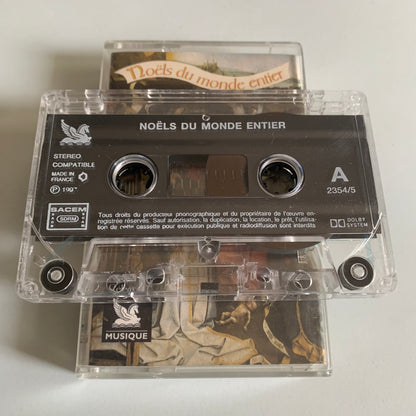 Noëls du monde entier
NOËLS DU MONDE ENTIER
STEREO
COMPATIBLE
MADE IN
FRANCE
A
2354/5
SACEM
SDRM
Tous droits du producteur phonographique et du propriétaire de l'œuvre en-
registrée réservés. Sauf autorisation, la duplication, la location, le prêt, l'utilisa-
tion de cette cassette pour exécution publique et radiodiffusion sont interdits
DOLBY
SYSTEM
MUSIQUE